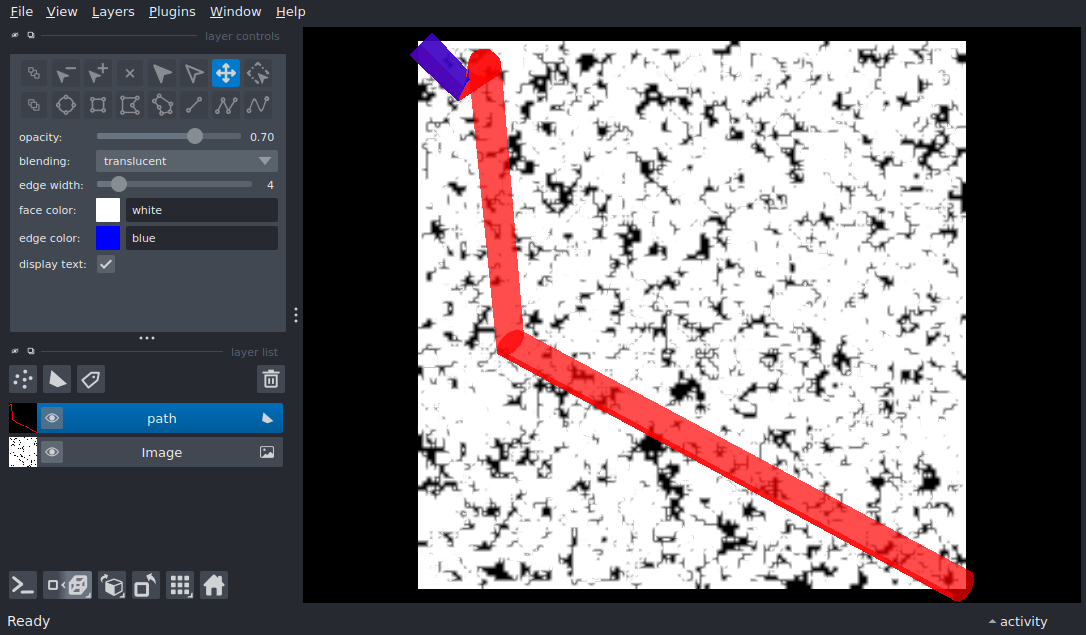 File View Layers Plugins Window Help
layer controls
opacity: 0.70
blending: translucent
edge width: 4
face color: white
edge color: blue
display text:
layer list
path
Image
Ready activity